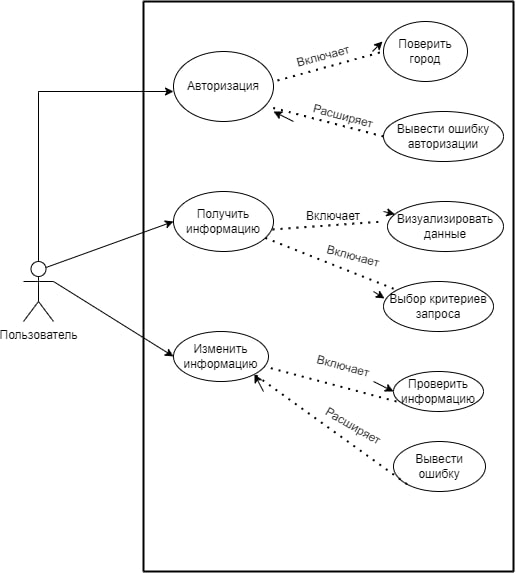 Включает
Поверить
город
Авторизация
Расширяет
Вывести ошибку
авторизации
Получить
информацию
Включает
Визуализировать
данные
Включает
Выбор критериев
запроса
Пользователь
Изменить
информацию
Включает
Проверить
информацию
Расширяет
Вывести
ошибку